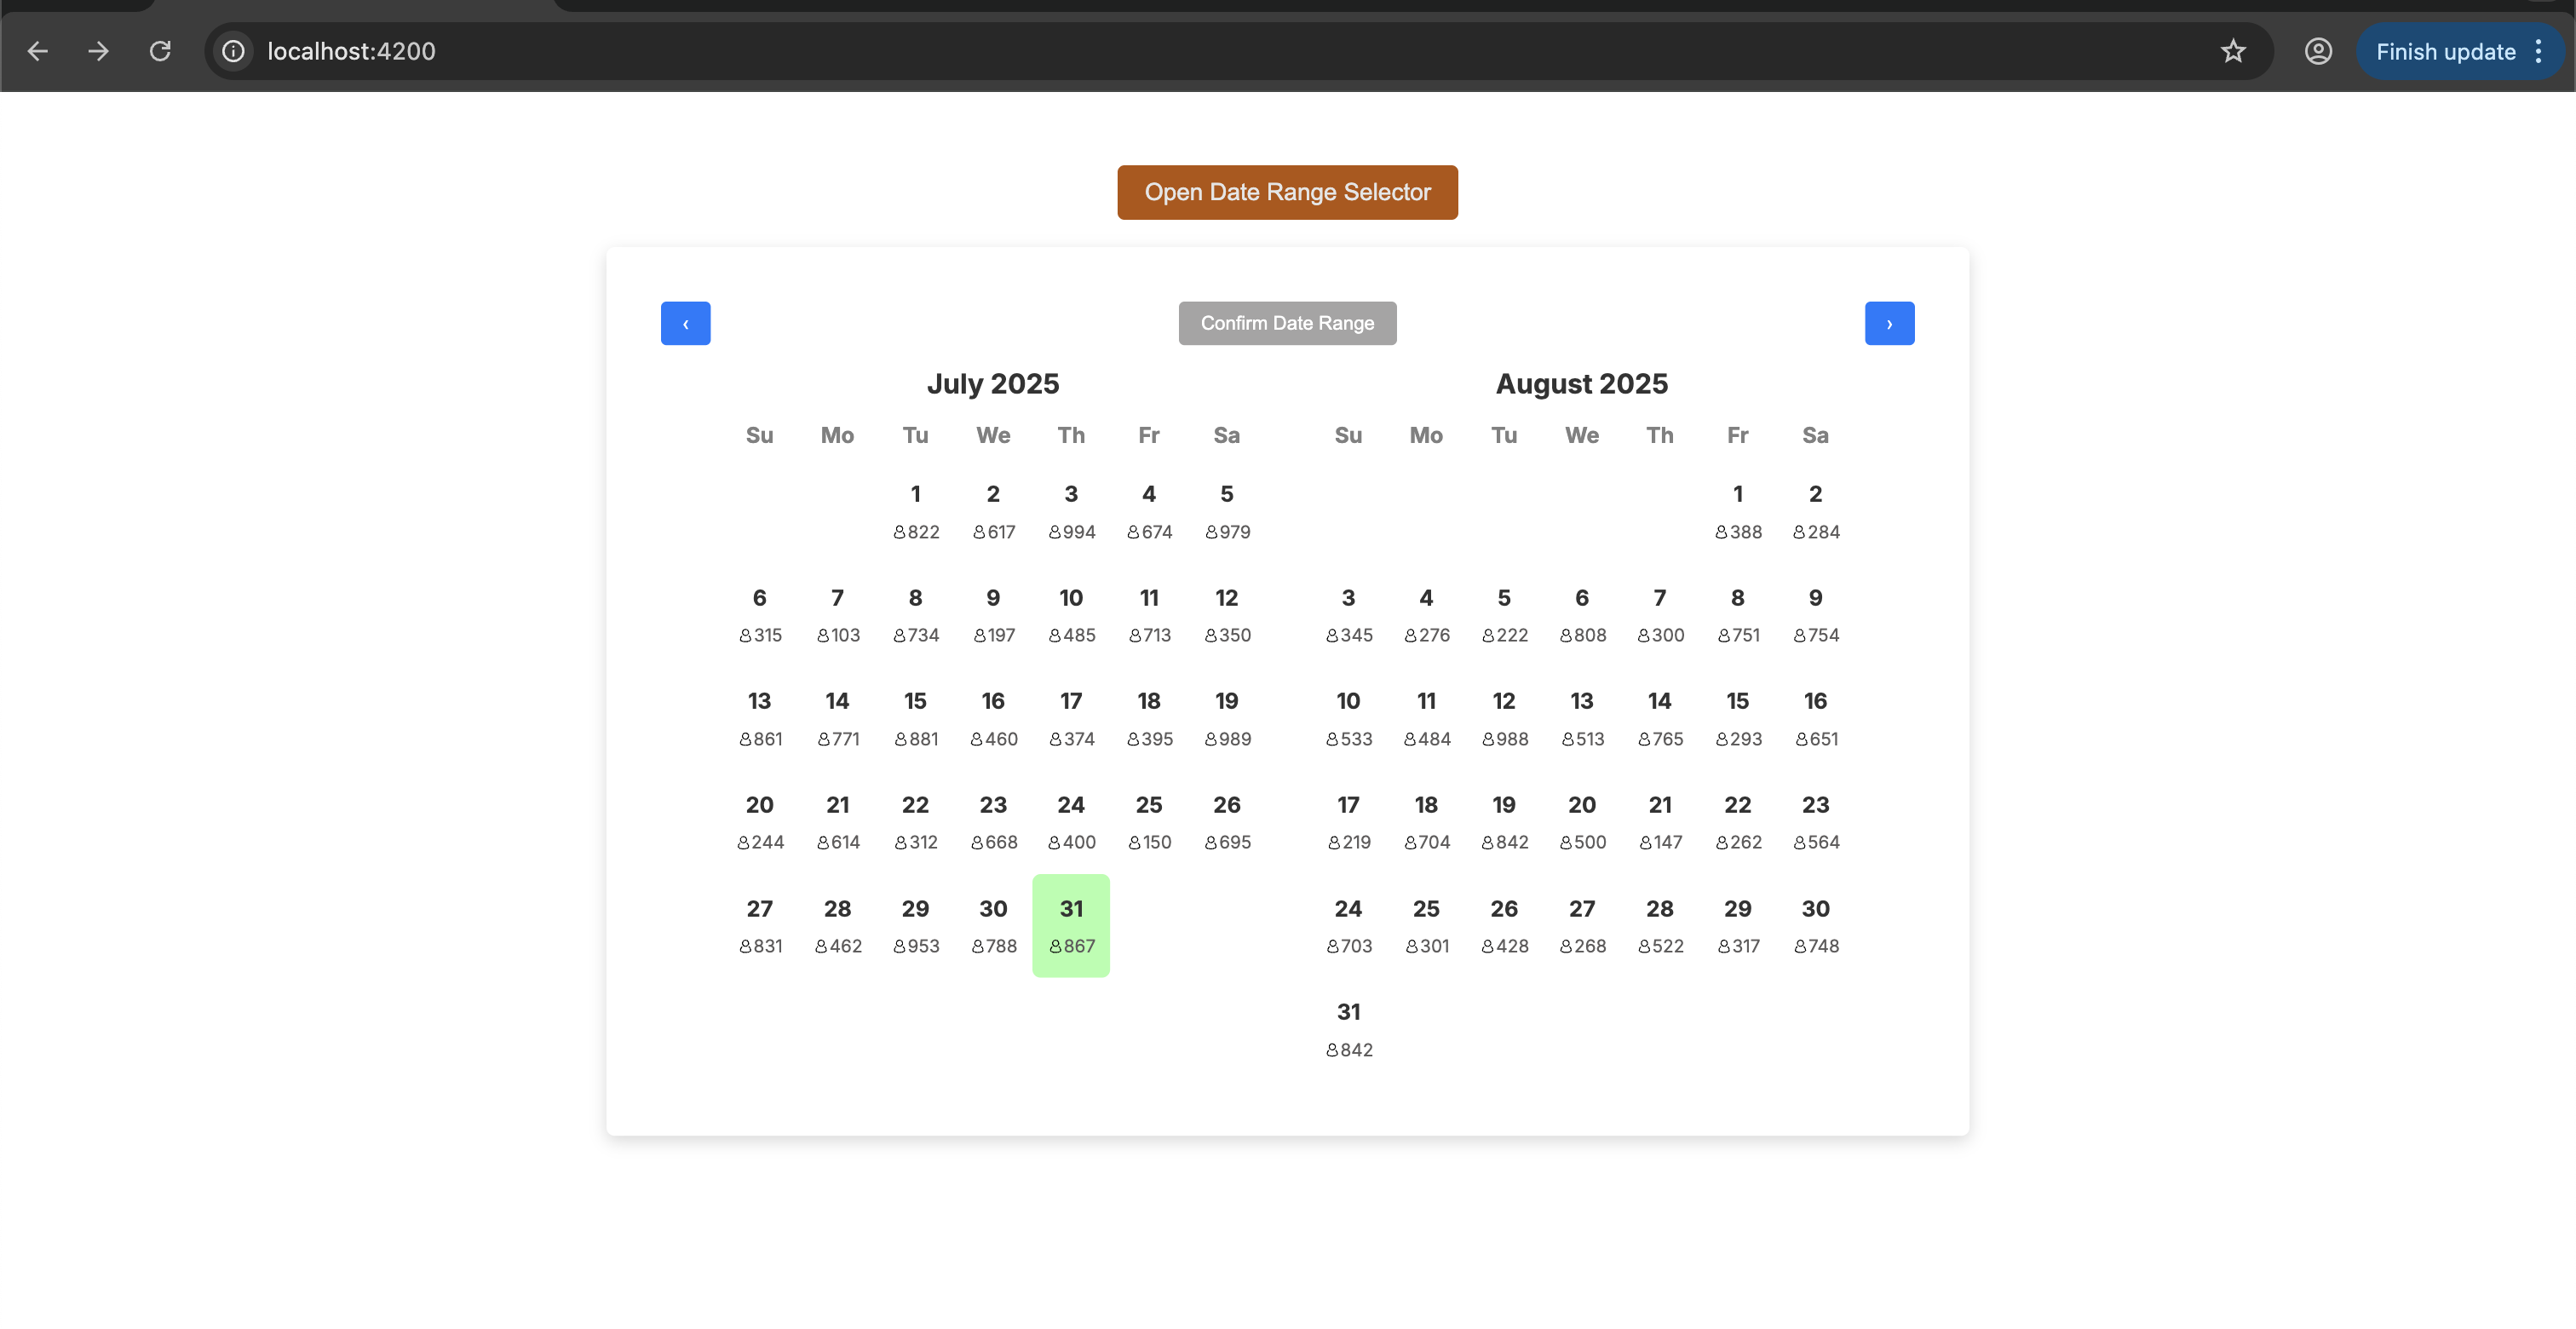 localhost:4200
Finish update
Open Date Range Selector
‹ Confirm Date Range ›
July 2025
Su Mo Tu We Th Fr Sa
1 2 3 4 5
822 617 994 674 979
6 7 8 9 10 11 12
315 103 734 197 485 713 350
13 14 15 16 17 18 19
861 771 881 460 374 395 989
20 21 22 23 24 25 26
244 614 312 668 400 150 695
27 28 29 30 31
831 462 953 788 867
August 2025
Su Mo Tu We Th Fr Sa
1 2
388 284
3 4 5 6 7 8 9
345 276 222 808 300 751 754
10 11 12 13 14 15 16
533 484 988 513 765 293 651
17 18 19 20 21 22 23
219 704 842 500 147 262 564
24 25 26 27 28 29 30
703 301 428 268 522 317 748
31
842